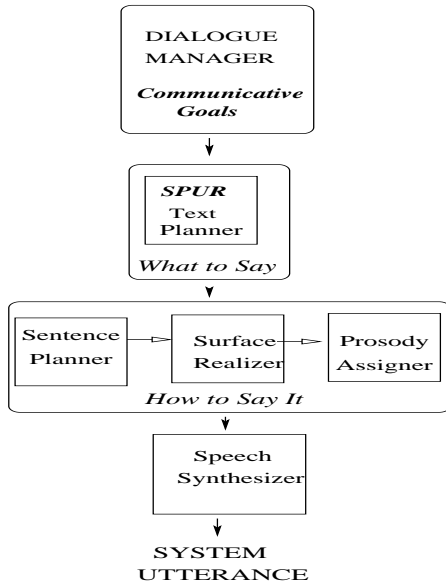 DIALOGUE
MANAGER
Communicative
Goals
SPUR
Text
Planner
What to Say
Sentence
Planner
Surface
Realizer
Prosody
Assigner
How to Say It
Speech
Synthesizer
SYSTEM
UTTERANCE